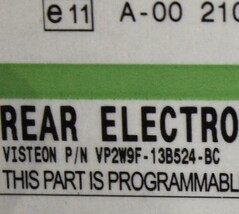 e11 A-00 210
REAR ELECTRO
VISTEON P/N VP2W9F-13B524-BC
THIS PART IS PROGRAMMABL